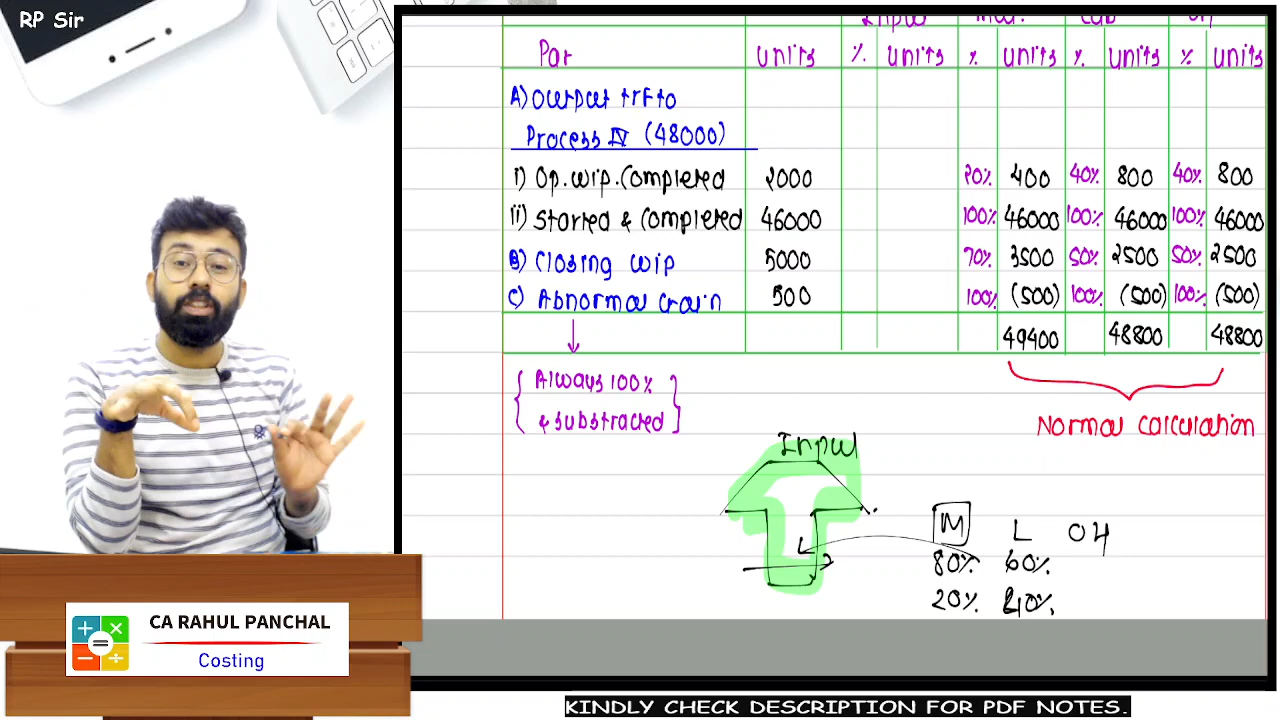 RP Sir
Input Mat. Lab OH
Par units % units % units % units % units
A) Output trf to
Process IV (48000)
i) Op. wip. Completed 2000 20% 400 40% 800 40% 800
ii) Started & Completed 46000 100% 46000 100% 46000 100% 46000
B) Closing wip 5000 70% 3500 50% 2500 50% 2500
C) Abnormal Gain 500 100% (500) 100% (500) 100% (500)
49400 48800 48800
{ Always 100%
& substracted }
Normal Calculation
Input
M L OH
80% 60%
20% 40%
CA RAHUL PANCHAL
Costing
KINDLY CHECK DESCRIPTION FOR PDF NOTES.